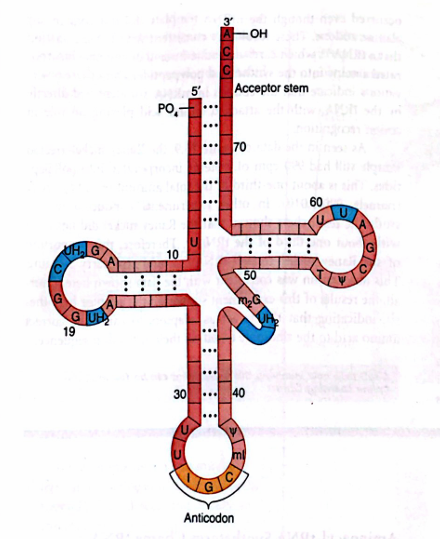 3'
A
OH
C
C
Acceptor stem
5'
PO4
70
60
U
U
A
G
C
ψ
T
U
10
UH2
G
A
C
G
G
UH2
A
19
50
m2G
UH2
30
40
U
U
I
G
C
ψ
mI
Anticodon